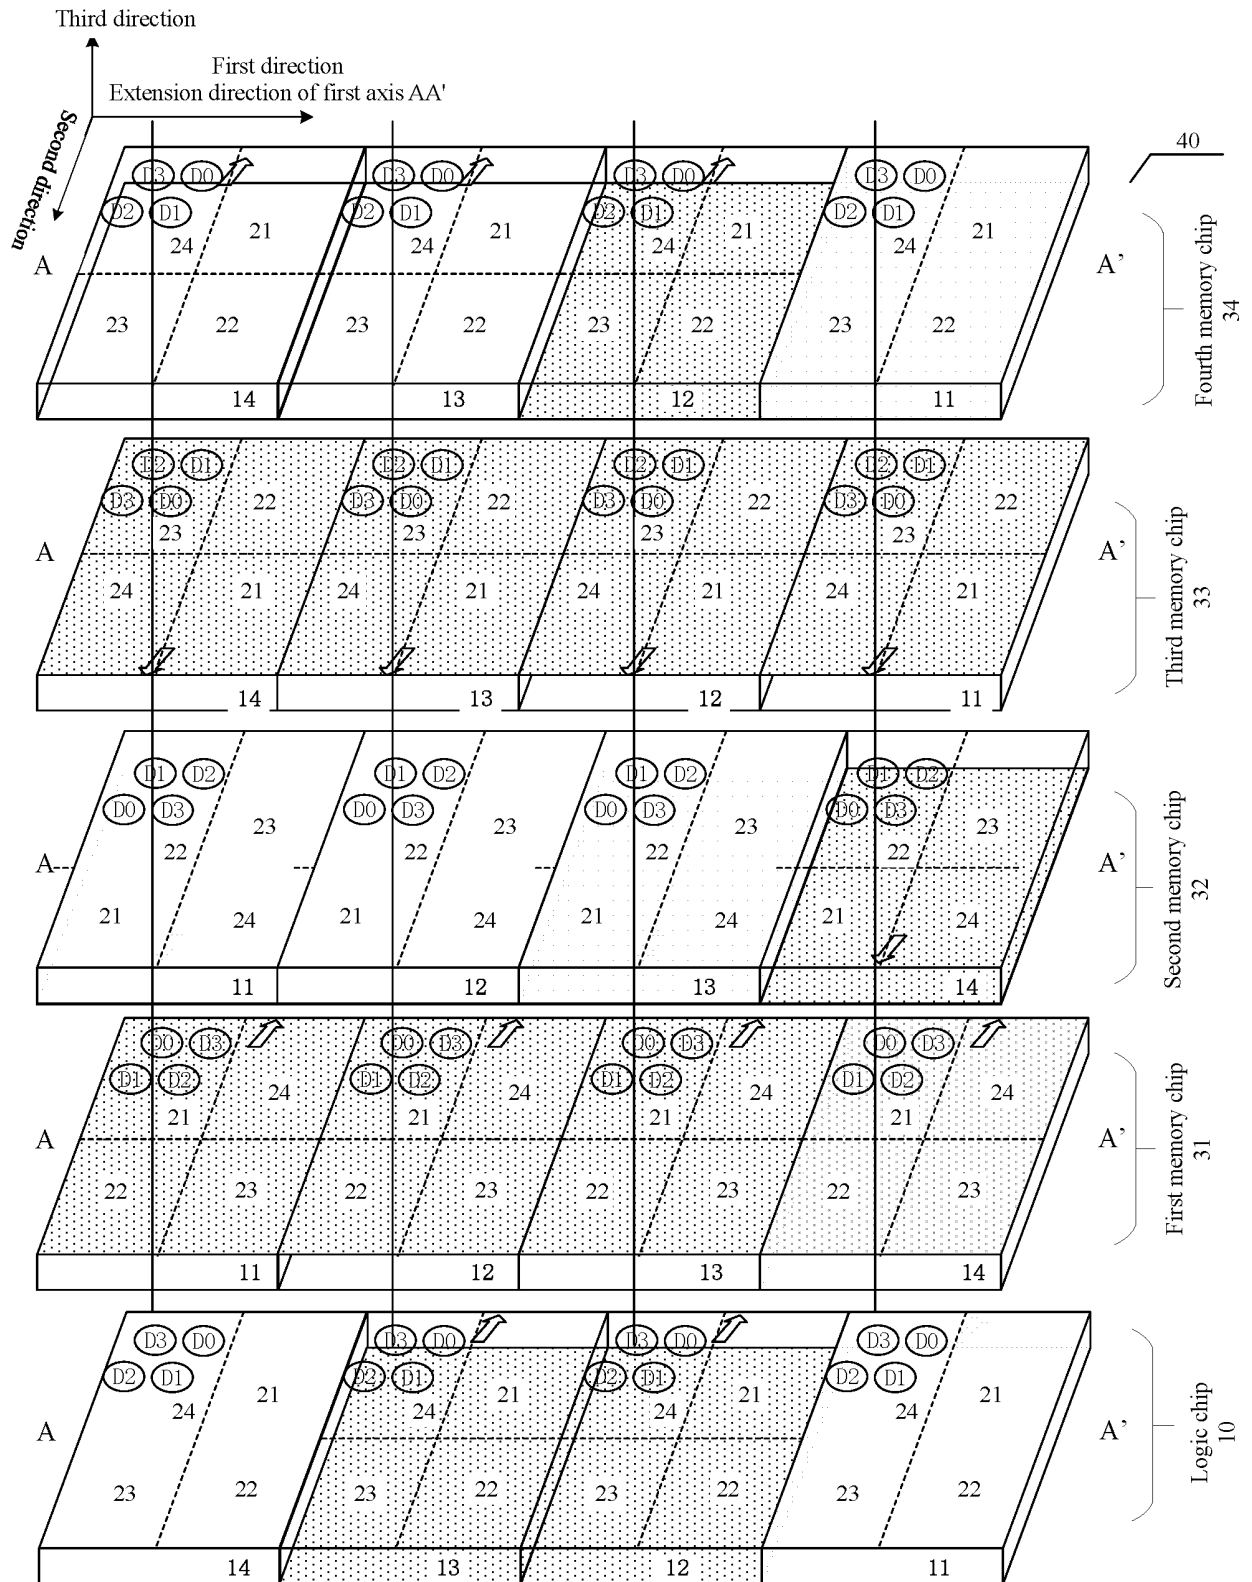 Third direction
First direction
Extension direction of first axis AA'
Second direction
40
D3 D0 D3 D0 D3 D0 D3 D0
D2 D1 D2 D1 D2 D1 D2 D1
24 21 24 21 24 21 24 21
A A’
23 22 23 22 23 22 23 22
14 13 12 11
Fourth memory chip
34
D2 D1 D2 D1 D2 D1 D2 D1
D3 D0 D3 D0 D3 D0 D3 D0
23 22 23 22 23 22 23 22
A A’
24 21 24 21 24 21 24 21
14 13 12 11
Third memory chip
33
D1 D2 D1 D2 D1 D2 D1 D2
D0 D3 D0 D3 D0 D3 D0 D3
22 23 22 23 22 23 22 23
A A’
21 24 21 24 21 24 21 24
11 12 13 14
Second memory chip
32
D0 D3 D0 D3 D0 D3 D0 D3
D1 D2 D1 D2 D1 D2 D1 D2
21 24 21 24 21 24 21 24
A A’
22 23 22 23 22 23 22 23
11 12 13 14
First memory chip
31
D3 D0 D3 D0 D3 D0 D3 D0
D2 D1 D2 D1 D2 D1 D2 D1
24 21 24 21 24 21 24 21
A A’
23 22 23 22 23 22 23 22
14 13 12 11
Logic chip
10